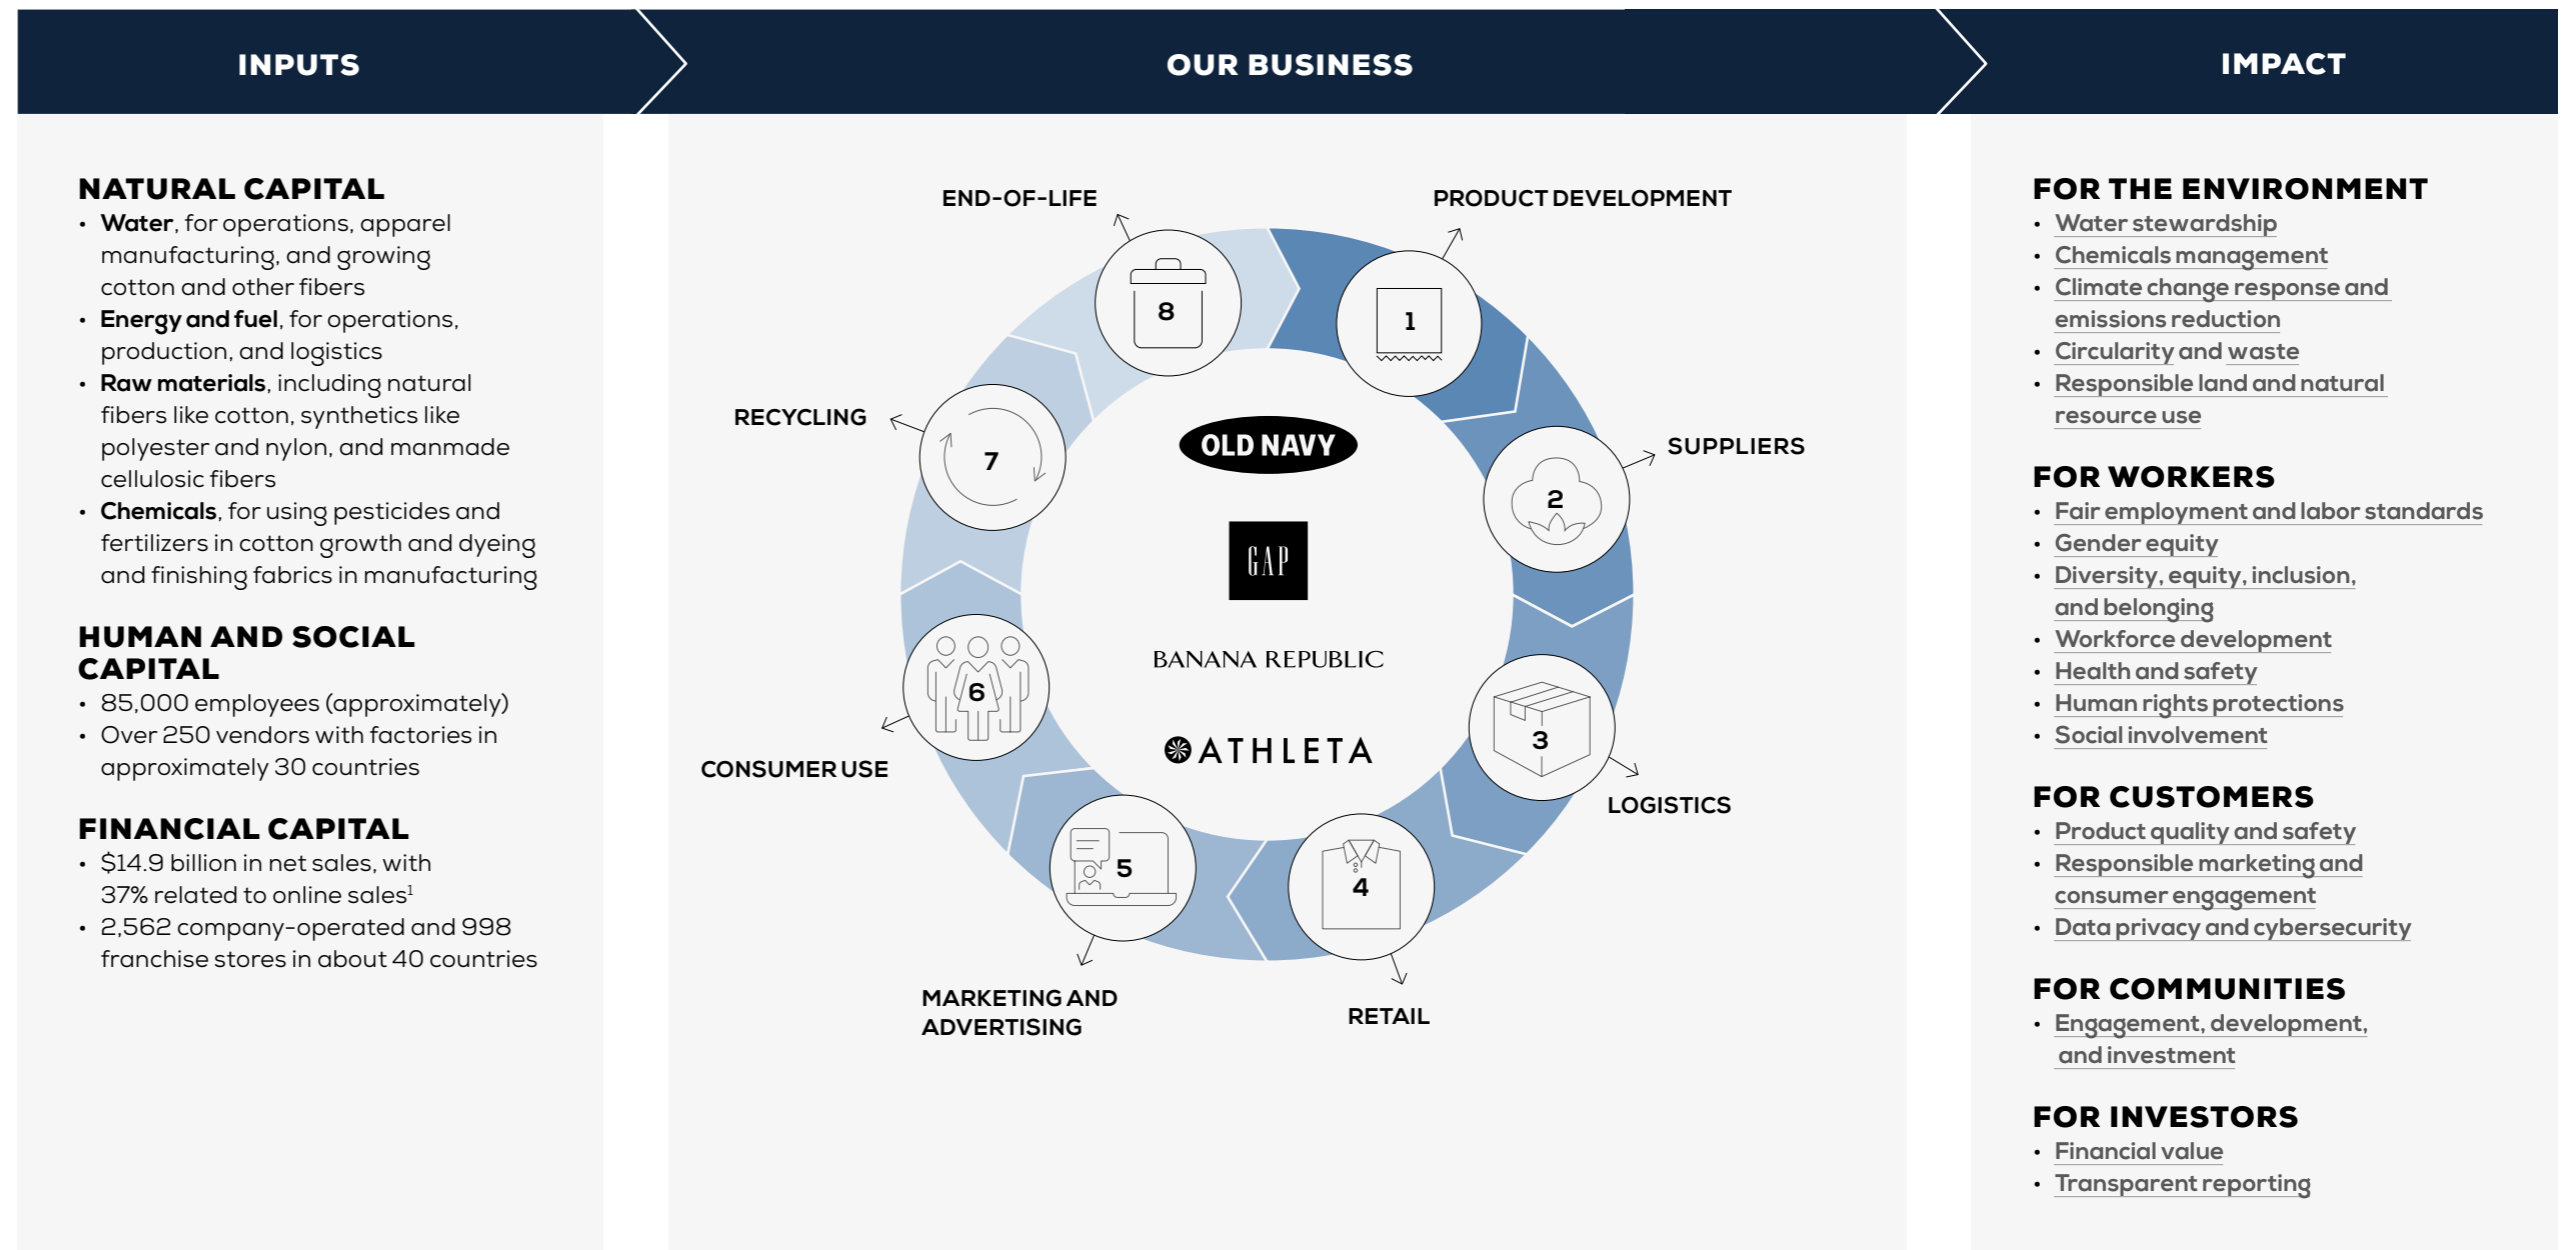 INPUTS
OUR BUSINESS
IMPACT
NATURAL CAPITAL
• Water, for operations, apparel
manufacturing, and growing
cotton and other fibers
• Energy and fuel, for operations,
production, and logistics
• Raw materials, including natural
fibers like cotton, synthetics like
polyester and nylon, and manmade
cellulosic fibers
• Chemicals, for using pesticides and
fertilizers in cotton growth and dyeing
and finishing fabrics in manufacturing
HUMAN AND SOCIAL
CAPITAL
• 85,000 employees (approximately)
• Over 250 vendors with factories in
approximately 30 countries
FINANCIAL CAPITAL
• $14.9 billion in net sales, with
37% related to online sales¹
• 2,562 company-operated and 998
franchise stores in about 40 countries
PRODUCT DEVELOPMENT
1
SUPPLIERS
2
LOGISTICS
3
RETAIL
4
MARKETING AND
ADVERTISING
5
CONSUMER USE
6
RECYCLING
7
END-OF-LIFE
8
OLD NAVY
GAP
BANANA REPUBLIC
ATHLETA
FOR THE ENVIRONMENT
• Water stewardship
• Chemicals management
• Climate change response and
emissions reduction
• Circularity and waste
• Responsible land and natural
resource use
FOR WORKERS
• Fair employment and labor standards
• Gender equity
• Diversity, equity, inclusion,
and belonging
• Workforce development
• Health and safety
• Human rights protections
• Social involvement
FOR CUSTOMERS
• Product quality and safety
• Responsible marketing and
consumer engagement
• Data privacy and cybersecurity
FOR COMMUNITIES
• Engagement, development,
and investment
FOR INVESTORS
• Financial value
• Transparent reporting